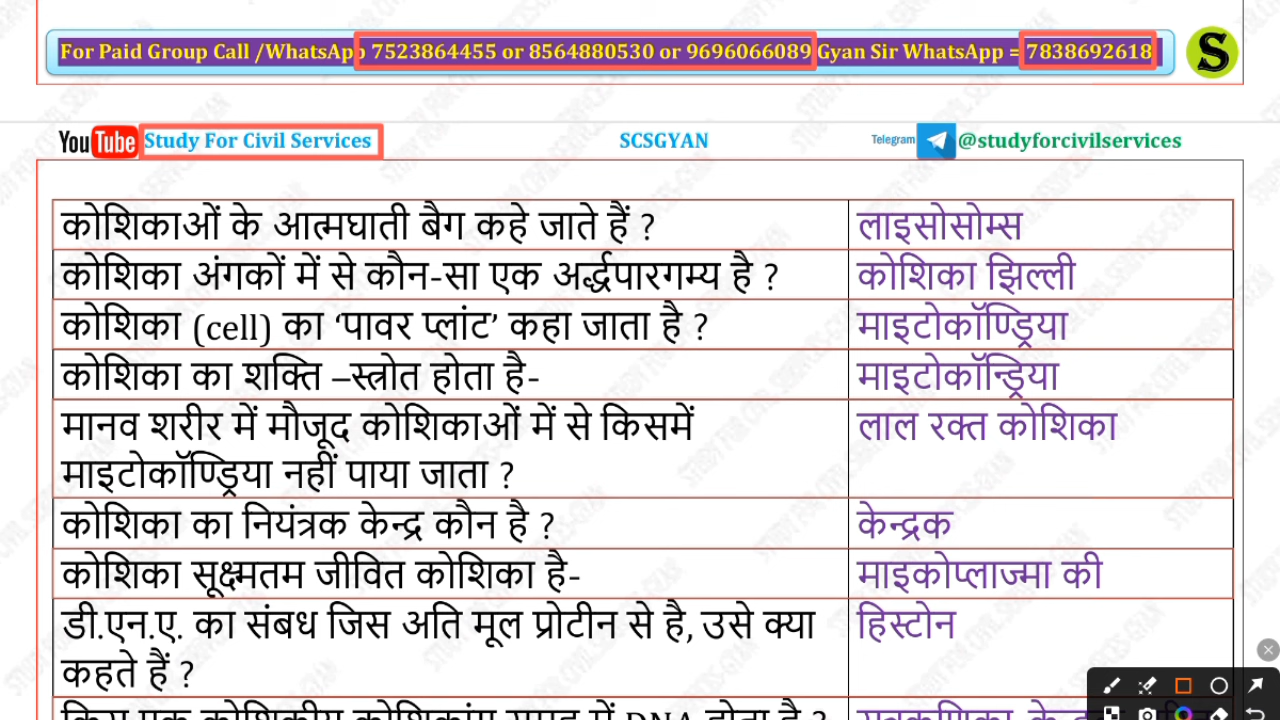 For Paid Group Call /WhatsApp 7523864455 or 8564880530 or 9696066089 Gyan Sir WhatsApp = 7838692618 S
YouTube Study For Civil Services SCSGYAN Telegram @studyforcivilservices
कोशिकाओं के आत्मघाती बैग कहे जाते हैं ? लाइसोसोम्स
कोशिका अंगकों में से कौन-सा एक अर्द्धपारगम्य है ? कोशिका झिल्ली
कोशिका (cell) का ‘पावर प्लांट’ कहा जाता है ? माइटोकॉण्ड्रिया
कोशिका का शक्ति –स्त्रोत होता है- माइटोकॉन्ड्रिया
मानव शरीर में मौजूद कोशिकाओं में से किसमें लाल रक्त कोशिका
माइटोकॉण्ड्रिया नहीं पाया जाता ?
कोशिका का नियंत्रक केन्द्र कौन है ? केन्द्रक
कोशिका सूक्ष्मतम जीवित कोशिका है- माइकोप्लाज्मा की
डी.एन.ए. का संबध जिस अति मूल प्रोटीन से है, उसे क्या हिस्टोन
कहते हैं ?